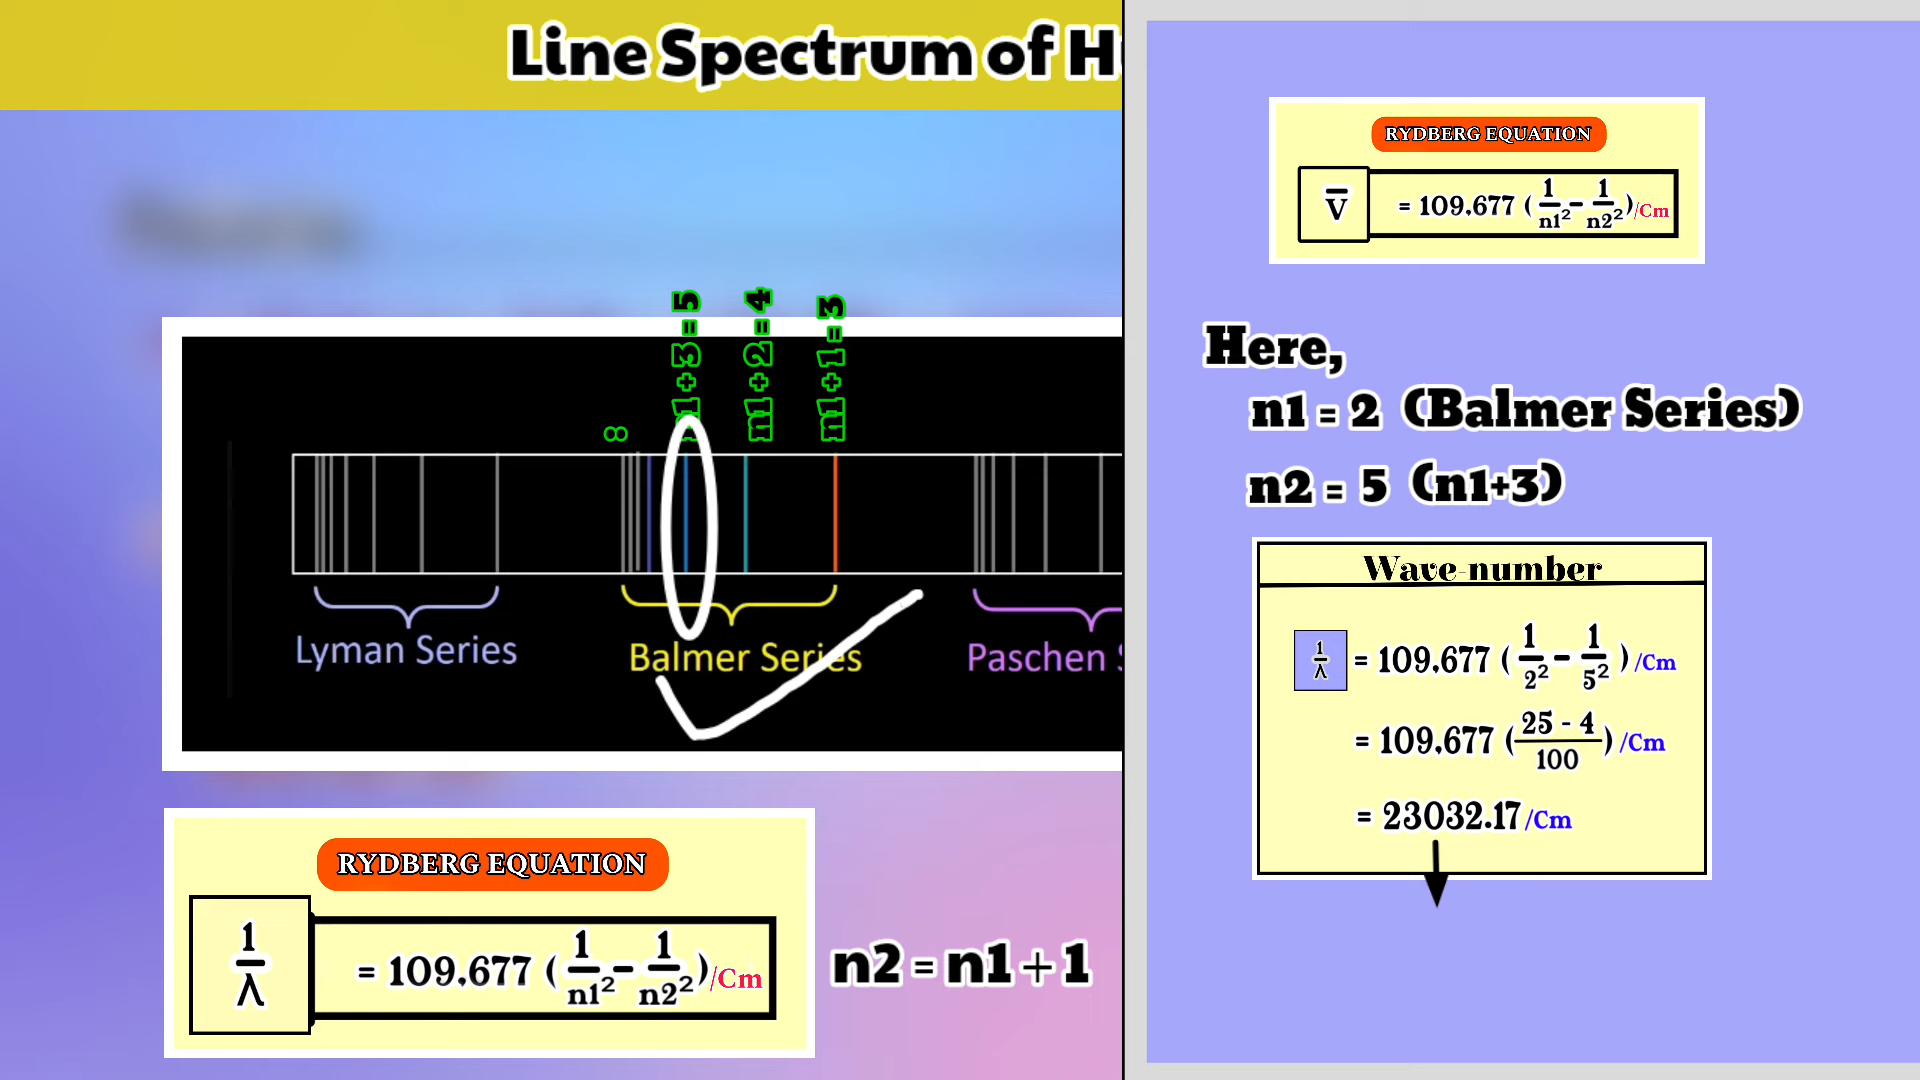 Line Spectrum of H
n1+3=5
n1+2=4
n1+1=3
∞
Lyman Series
Balmer Series
Paschen
RYDBERG EQUATION
1/λ = 109,677 (1/n1² - 1/n2²)/Cm
n2 = n1+1
RYDBERG EQUATION
V̅ = 109,677 (1/n1² - 1/n2²)/Cm
Here,
n1 = 2 (Balmer Series)
n2 = 5 (n1+3)
Wave-number
1/λ = 109,677 (1/2² - 1/5²) /Cm
= 109,677 (25 - 4/100) /Cm
= 23032.17 /Cm